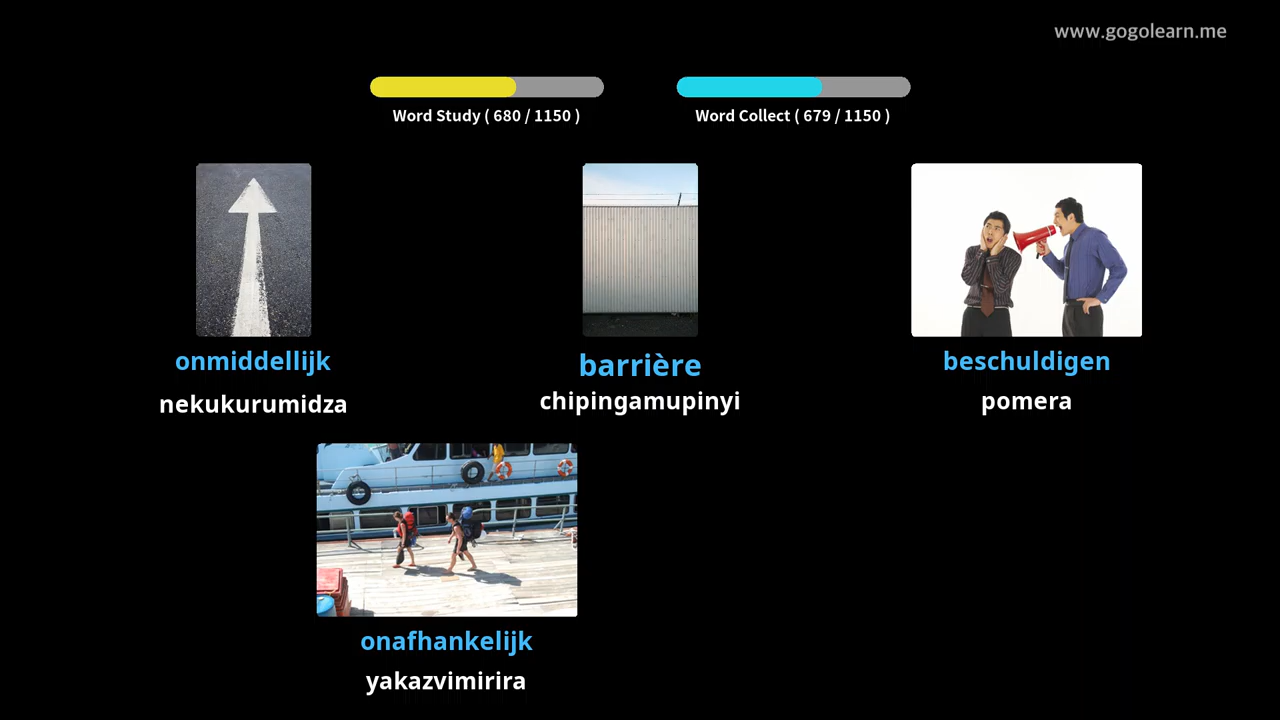 www.gogolearn.me
Word Study ( 680 / 1150 )
Word Collect ( 679 / 1150 )
onmiddellijk
nekukurumidza
barrière
chipingamupinyi
beschuldigen
pomera
onafhankelijk
yakazvimirira